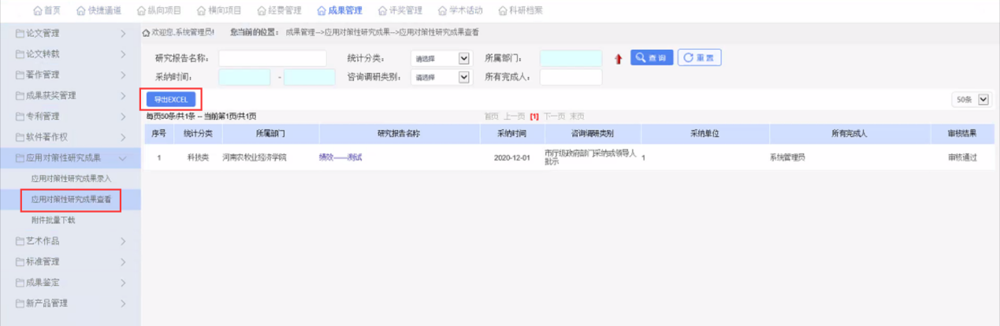 首页 快捷通道 纵向项目 横向项目 经费管理 成果管理 评奖管理 学术活动 科研档案
论文管理
论文转载
著作管理
成果获奖管理
专利管理
软件著作权
应用对策性研究成果
应用对策性研究成果录入
应用对策性研究成果查看
附件批量下载
艺术作品
标准管理
成果鉴定
新产品管理
欢迎您,系统管理员! 您当前的位置: 成果管理-->应用对策性研究成果-->应用对策性研究成果查看
研究报告名称: 统计分类: 请选择 所属部门: 查询 重置
采纳时间: - 咨询调研类别: 请选择 所有完成人:
导出EXCEL 50条
每页50条/共1条 -- 当前第1页/共1页 首页 上一页 [1] 下一页 末页
序号 统计分类 所属部门 研究报告名称 采纳时间 咨询调研类别 采纳单位 所有完成人 审核结果
1 科技类 河南农牧业经济学院 绩效——测试 2020-12-01 市厅级政府部门采纳或领导人 1 系统管理员 审核通过
批示